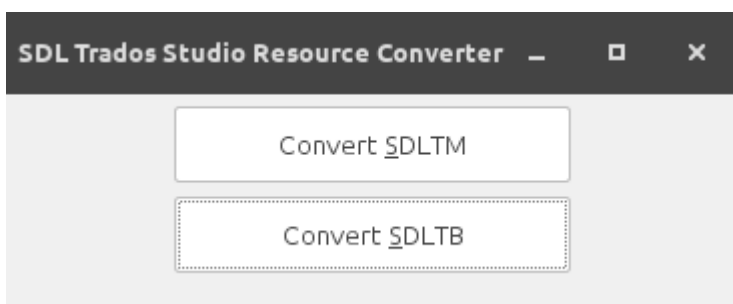 SDL Trados Studio Resource Converter
Convert SDLTM
Convert SDLTB